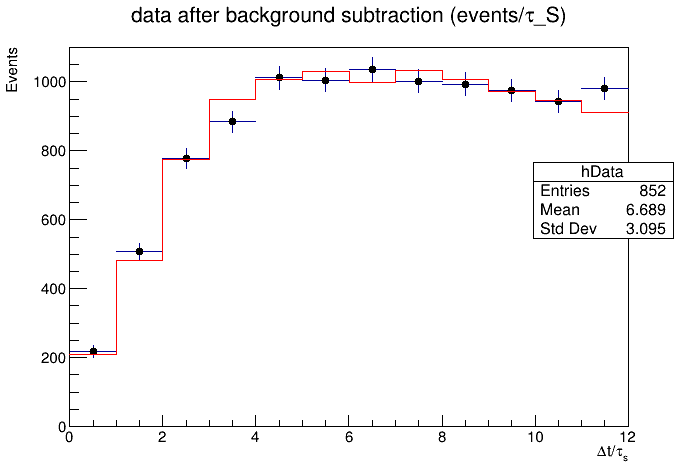 data after background subtraction (events/τ_S)
Events
1000
800
600
400
200
0
0 2 4 6 8 10 12
Δt/τs
hData
Entries 852
Mean 6.689
Std Dev 3.095